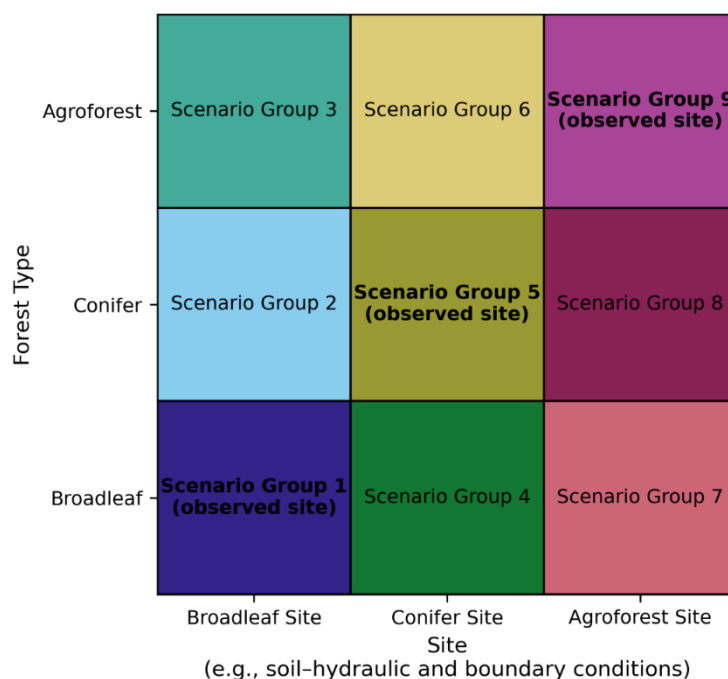 Forest Type
Agroforest
Scenario Group 3
Scenario Group 6
Scenario Group 9
(observed site)
Conifer
Scenario Group 2
Scenario Group 5
(observed site)
Scenario Group 8
Broadleaf
Scenario Group 1
(observed site)
Scenario Group 4
Scenario Group 7
Broadleaf Site
Conifer Site
Agroforest Site
Site
(e.g., soil–hydraulic and boundary conditions)